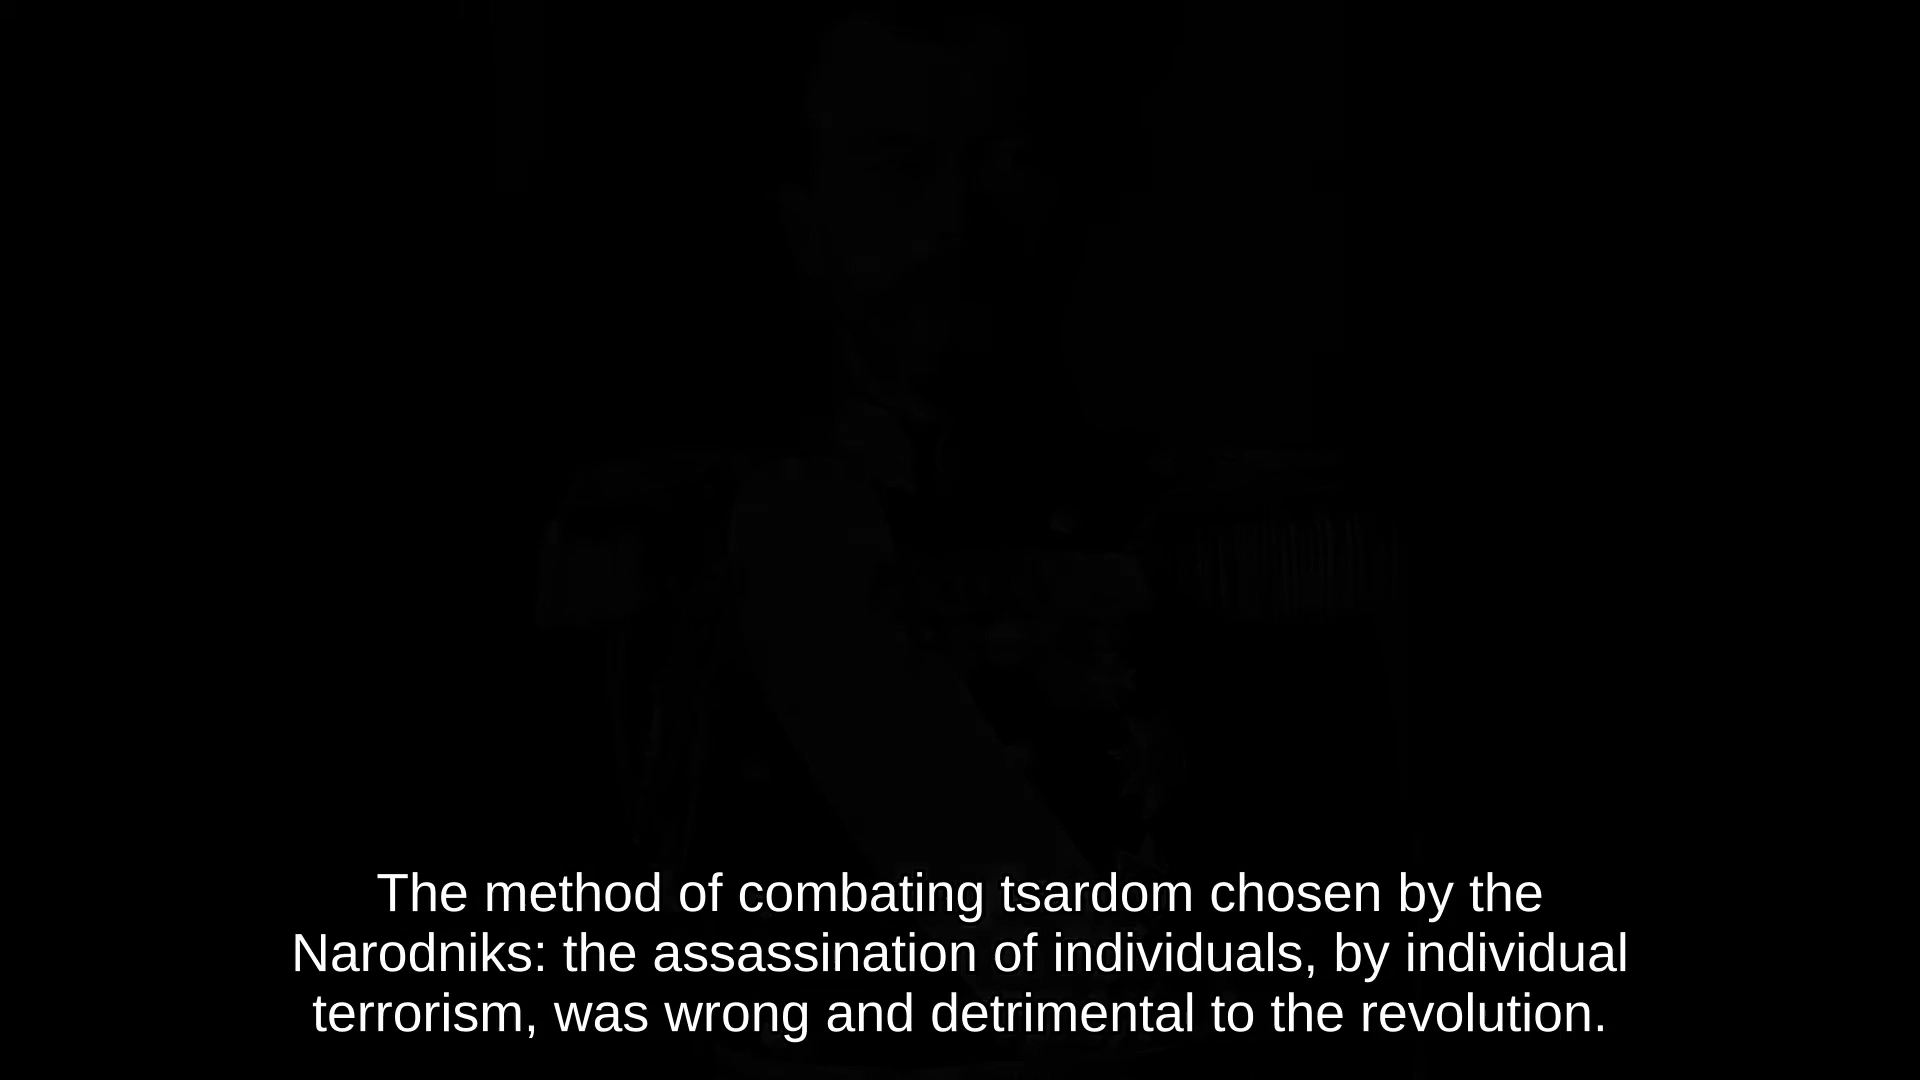 The method of combating tsardom chosen by the
Narodniks: the assassination of individuals, by individual
terrorism, was wrong and detrimental to the revolution.